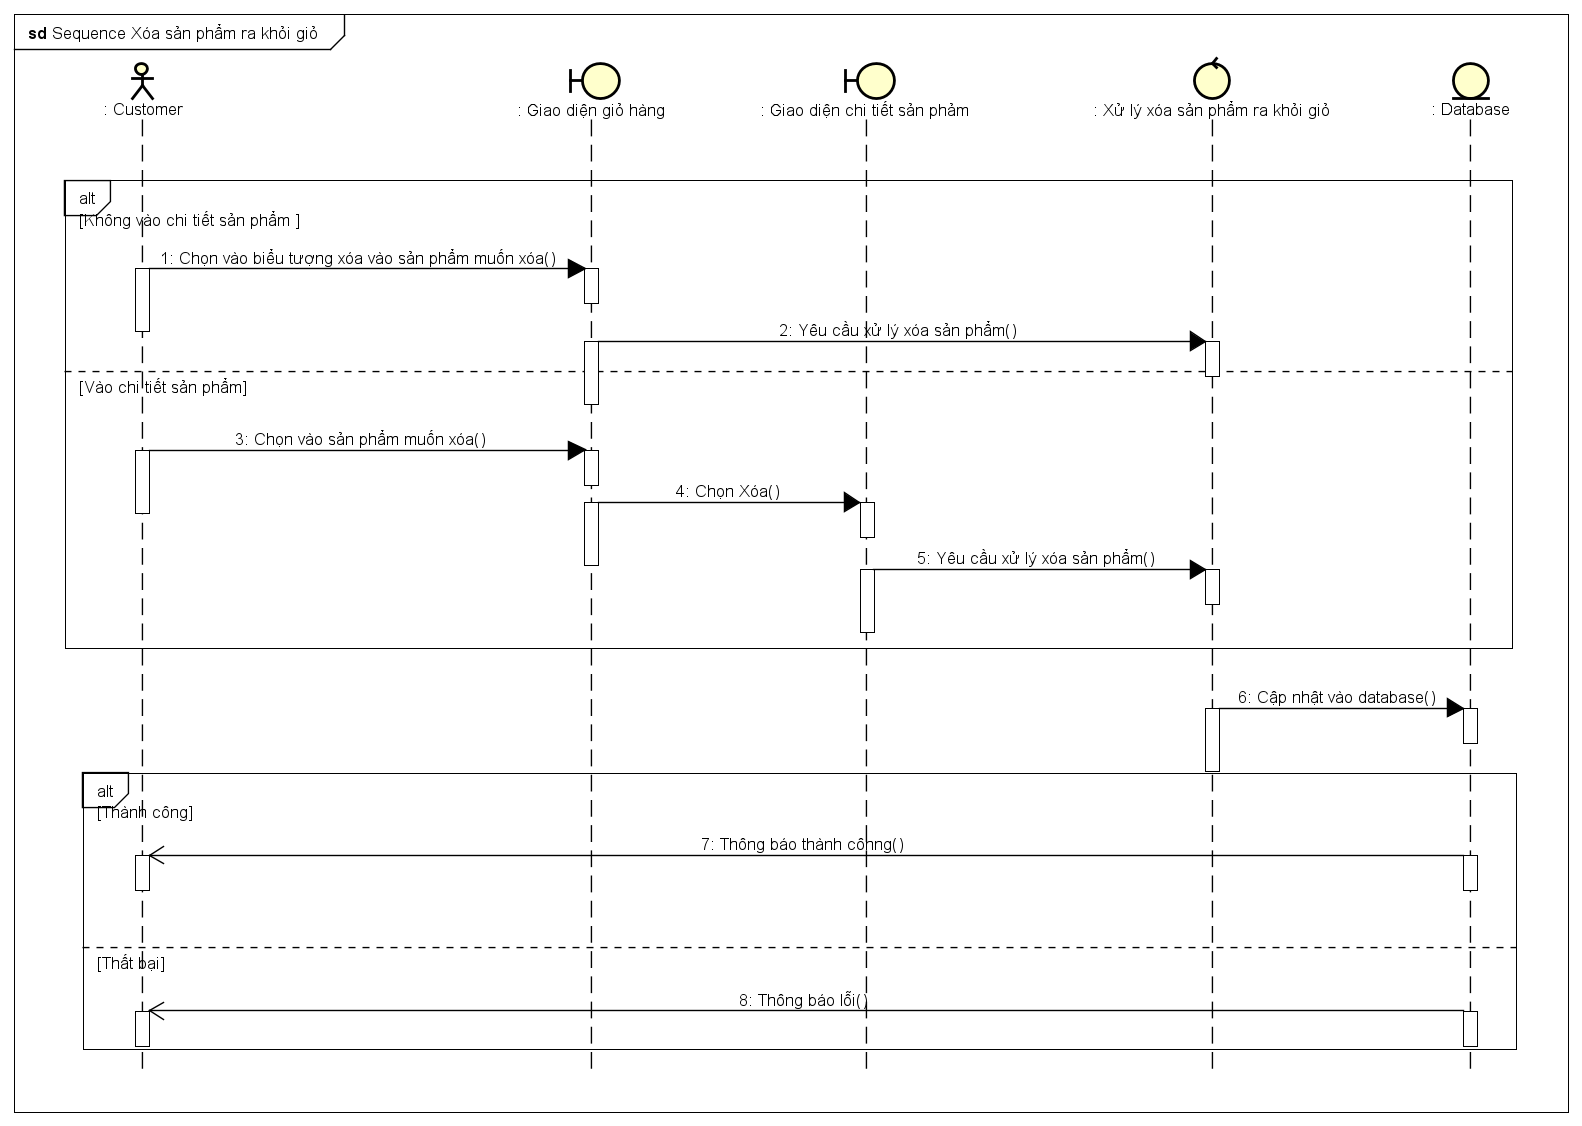 sd Sequence Xóa sản phẩm ra khỏi giỏ
: Customer
: Giao diện giỏ hàng
: Giao diện chi tiết sản phảm
: Xử lý xóa sản phẩm ra khỏi giỏ
: Database
alt
[Không vào chi tiết sản phẩm ]
1: Chọn vào biểu tượng xóa vào sản phẩm muốn xóa()
2: Yêu cầu xử lý xóa sản phẩm()
[Vào chi tiết sản phẩm]
3: Chọn vào sản phẩm muốn xóa()
4: Chọn Xóa()
5: Yêu cầu xử lý xóa sản phẩm()
6: Cập nhật vào database()
alt
[Thành công]
7: Thông báo thành cônng()
[Thất bại]
8: Thông báo lỗi()